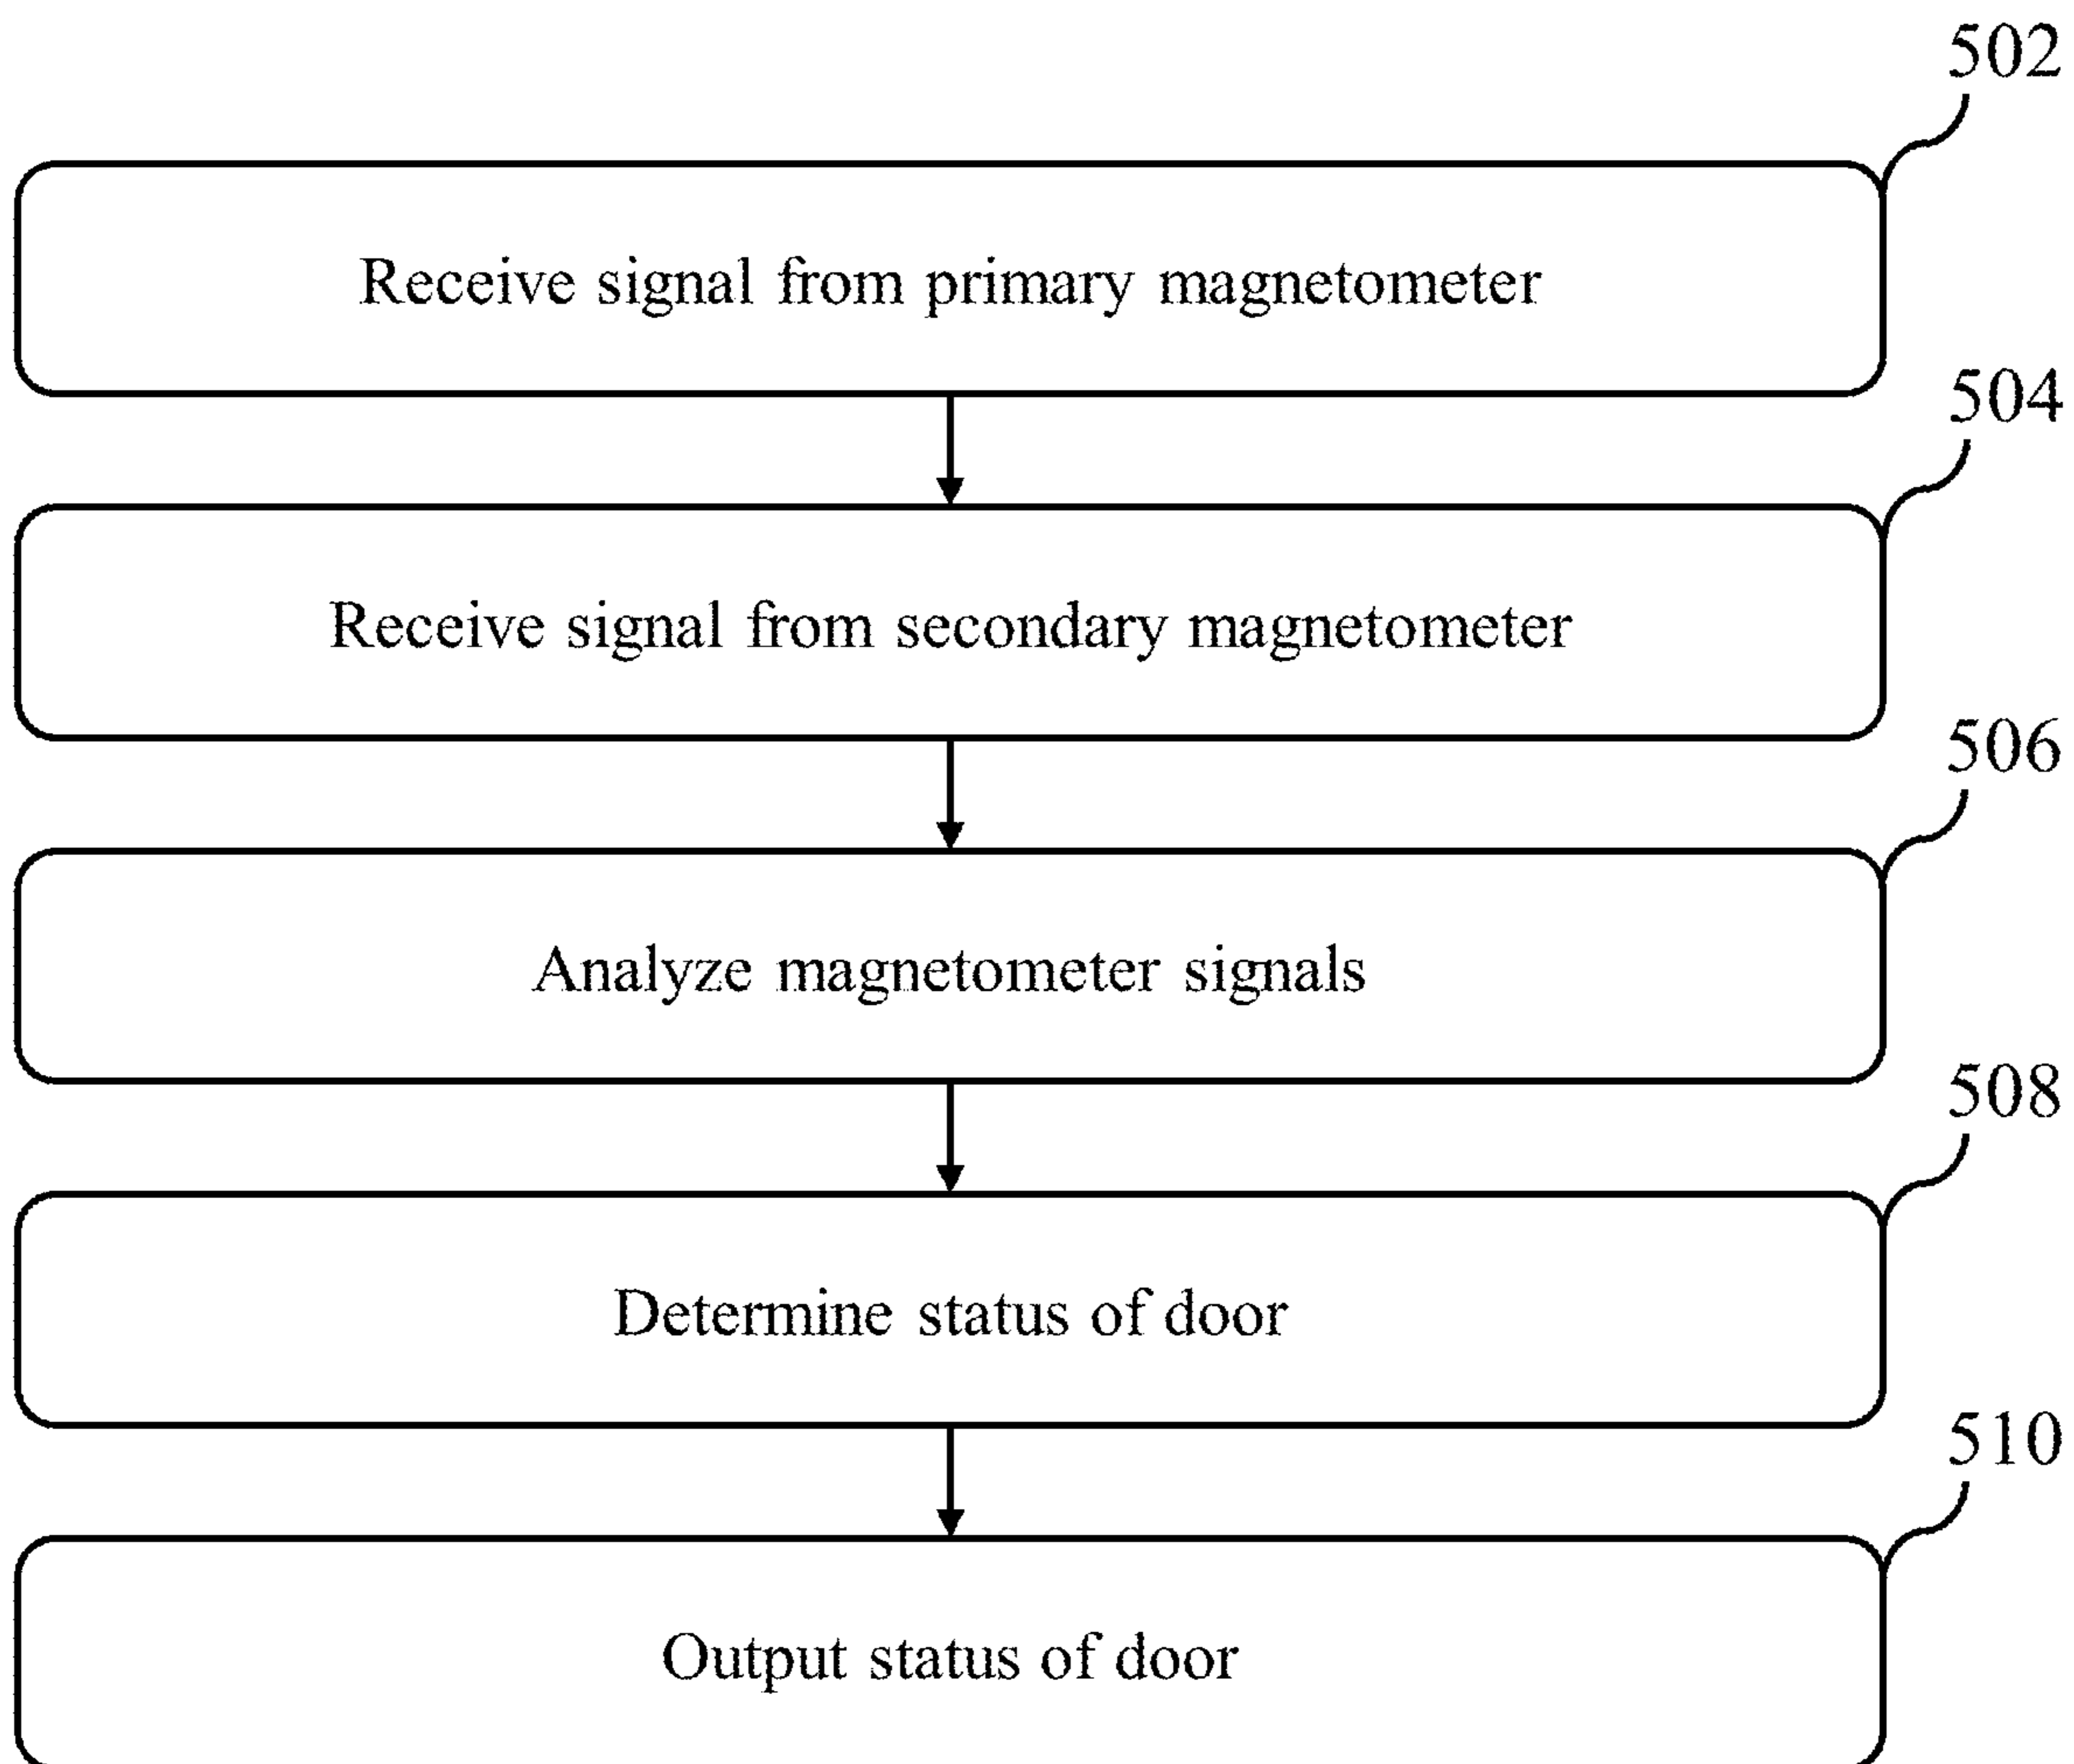 502
Receive signal from primary magnetometer
504
Receive signal from secondary magnetometer
506
Analyze magnetometer signals
508
Determine status of door
510
Output status of door